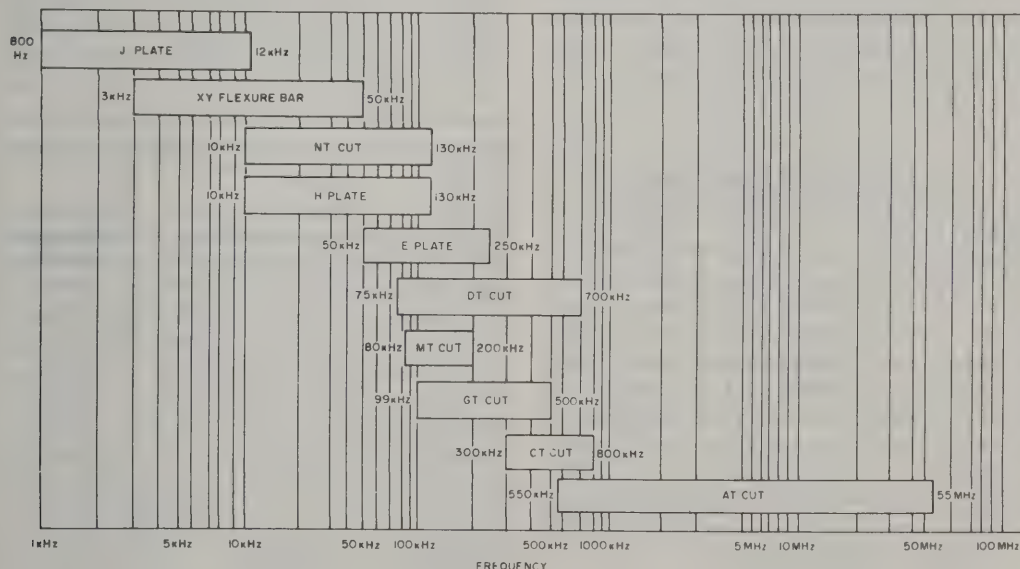 800
Hz
J PLATE
12kHz
3kHz
XY FLEXURE BAR
50kHz
10kHz
NT CUT
130kHz
10kHz
H PLATE
130kHz
50kHz
E PLATE
250kHz
75kHz
DT CUT
700kHz
80kHz
MT CUT
200kHz
99kHz
GT CUT
500kHz
300kHz
CT CUT
800kHz
550kHz
AT CUT
55MHz
1kHz 5kHz 10kHz 50kHz 100kHz 500kHz 1000kHz 5MHz 10MHz 50MHz 100MHz
FREQUENCY